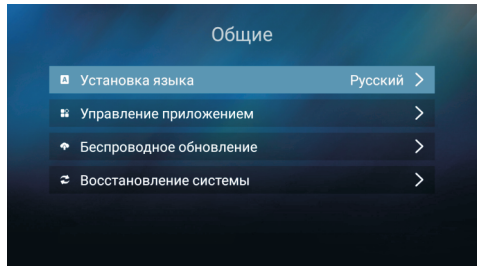 Общие
Установка языка Русский
Управление приложением
Беспроводное обновление
Восстановление системы